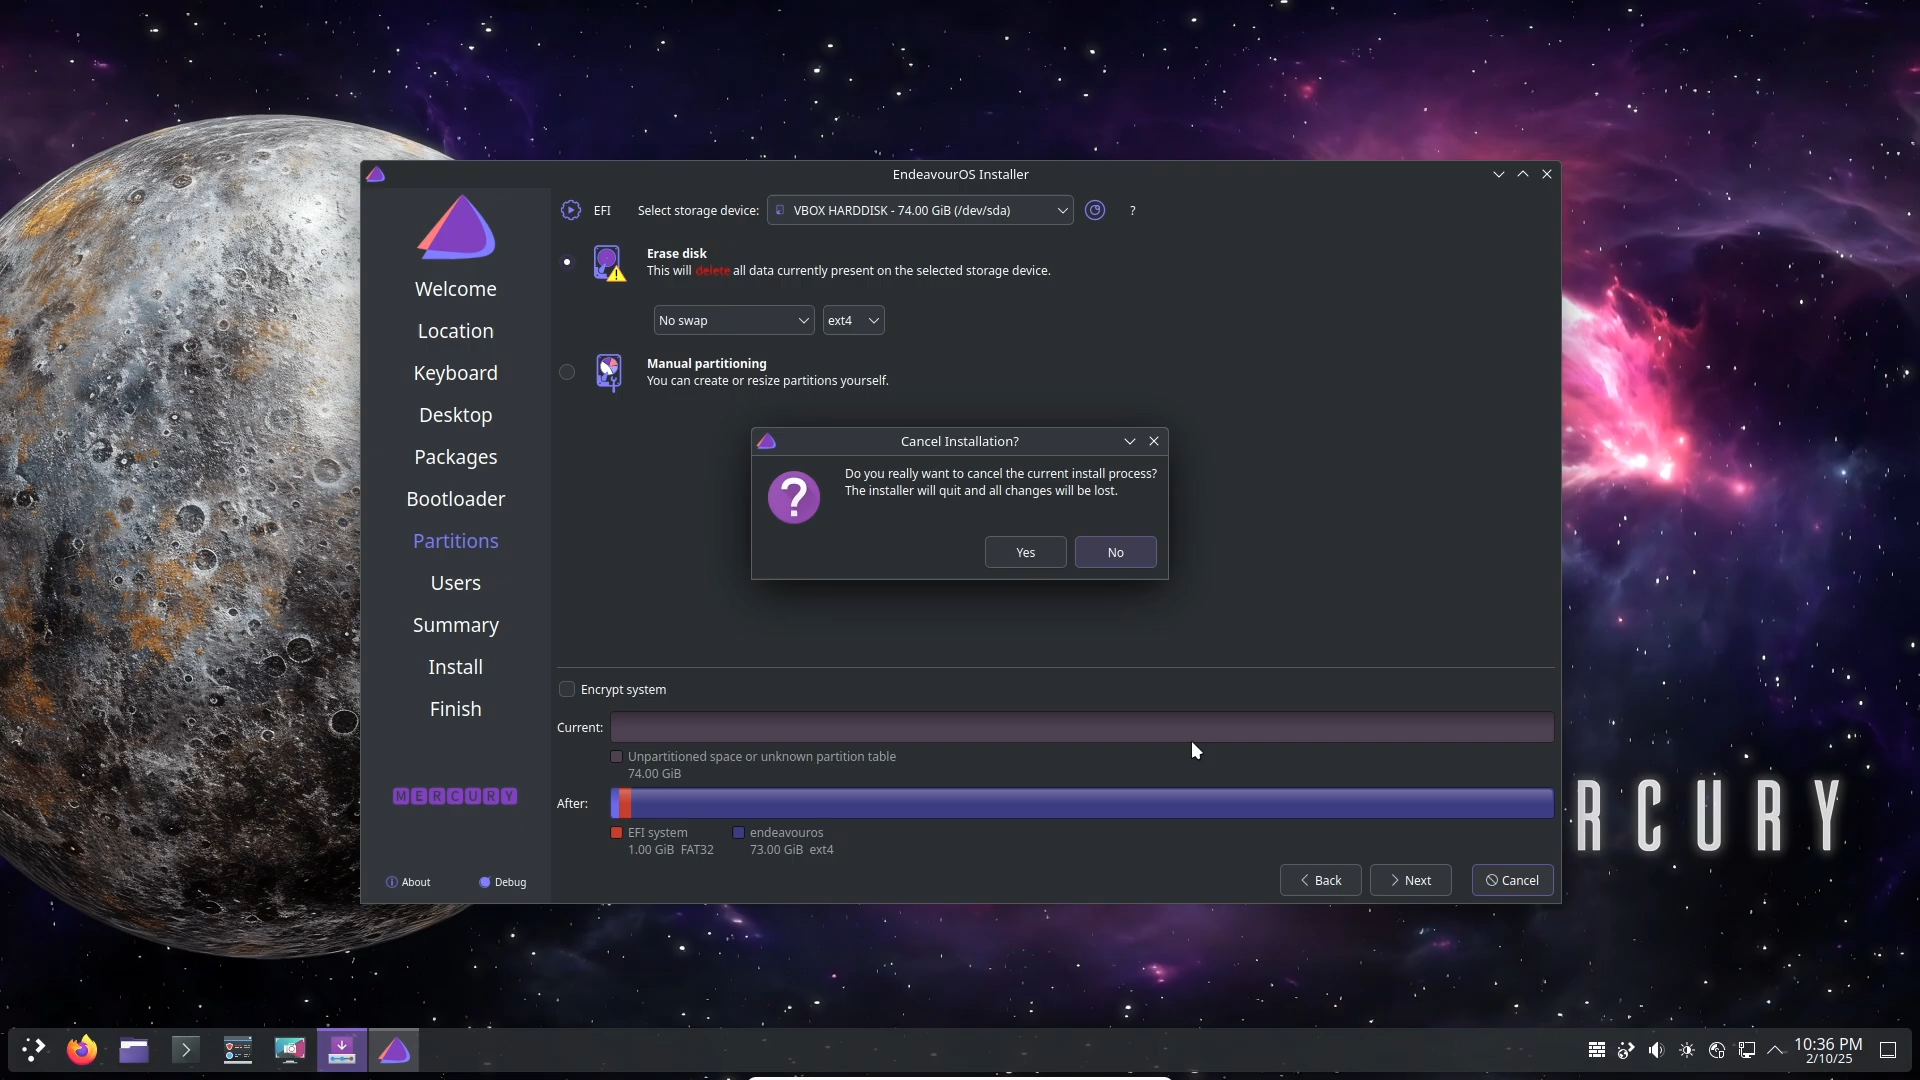 EndeavourOS Installer
EFI
Select storage device:
VBOX HARDDISK - 74.00 GiB (/dev/sda)
?
Erase disk
This will delete all data currently present on the selected storage device.
No swap
ext4
Manual partitioning
You can create or resize partitions yourself.
Welcome
Location
Keyboard
Desktop
Packages
Bootloader
Partitions
Users
Summary
Install
Finish
MERCURY
About
Debug
Cancel Installation?
?
Do you really want to cancel the current install process?
The installer will quit and all changes will be lost.
Yes
No
Encrypt system
Current:
Unpartitioned space or unknown partition table
74.00 GiB
After:
EFI system
1.00 GiB FAT32
endeavouros
73.00 GiB ext4
Back
Next
Cancel
RCURY
10:36 PM
2/10/25